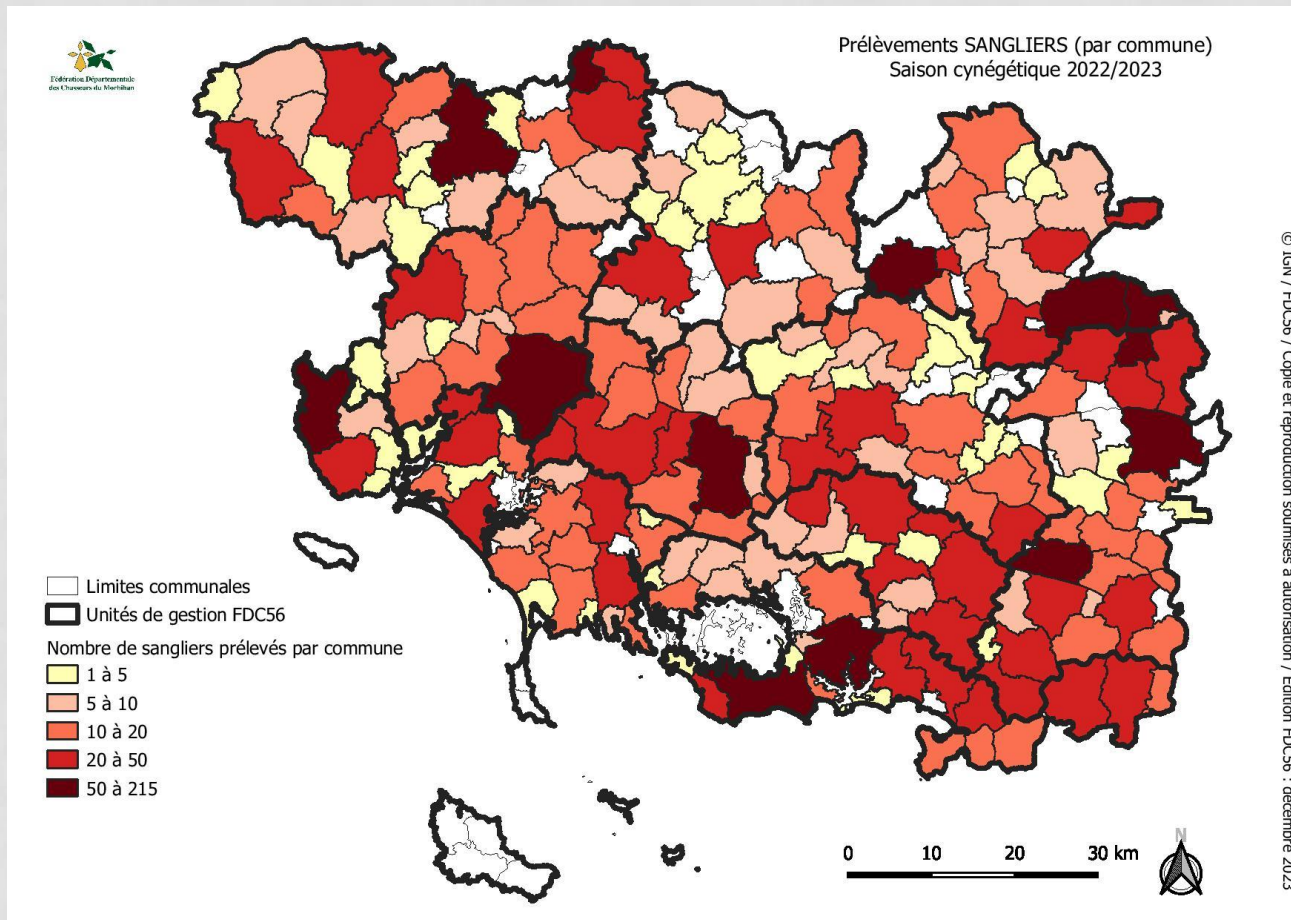 Prélèvements SANGLIERS (par commune)
Saison cynégétique 2022/2023
Fédération Départementale
des Chasseurs du Morbihan
Limites communales
Unités de gestion FDC56
Nombre de sangliers prélevés par commune
1 à 5
5 à 10
10 à 20
20 à 50
50 à 215
0 10 20 30 km
N
© IGN / FDC56 / Copie et reproduction soumises à autorisation / Edition FDC56 : décembre 2023